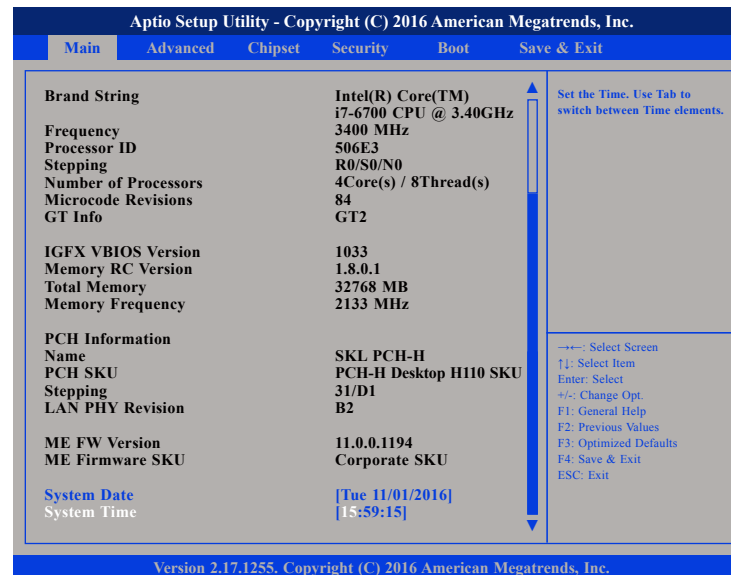 Aptio Setup Utility - Copyright (C) 2016 American Megatrends, Inc.
Main Advanced Chipset Security Boot Save & Exit
Brand String Intel(R) Core(TM)
i7-6700 CPU @ 3.40GHz
Frequency 3400 MHz
Processor ID 506E3
Stepping R0/S0/N0
Number of Processors 4Core(s) / 8Thread(s)
Microcode Revisions 84
GT Info GT2
IGFX VBIOS Version 1033
Memory RC Version 1.8.0.1
Total Memory 32768 MB
Memory Frequency 2133 MHz
PCH Information
Name SKL PCH-H
PCH SKU PCH-H Desktop H110 SKU
Stepping 31/D1
LAN PHY Revision B2
ME FW Version 11.0.0.1194
ME Firmware SKU Corporate SKU
System Date [Tue 11/01/2016]
System Time [15:59:15]
Set the Time. Use Tab to
switch between Time elements.
→←: Select Screen
↑↓: Select Item
Enter: Select
+/-: Change Opt.
F1: General Help
F2: Previous Values
F3: Optimized Defaults
F4: Save & Exit
ESC: Exit
Version 2.17.1255. Copyright (C) 2016 American Megatrends, Inc.